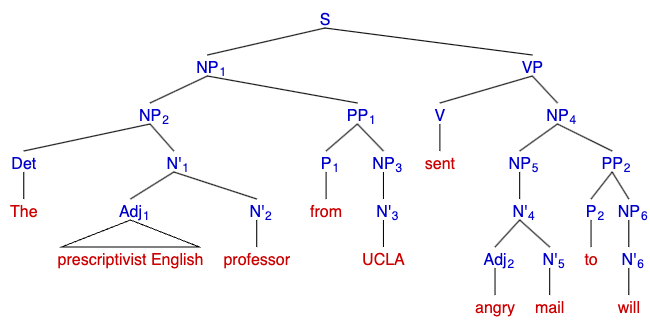 S
NP₁ VP
NP₂ PP₁ V NP₄
Det N'₁ P₁ NP₃ sent NP₅ PP₂
The Adj₁ N'₂ from N'₃ N'₄ P₂ NP₆
prescriptivist English professor UCLA Adj₂ N'₅ to N'₆
angry mail will